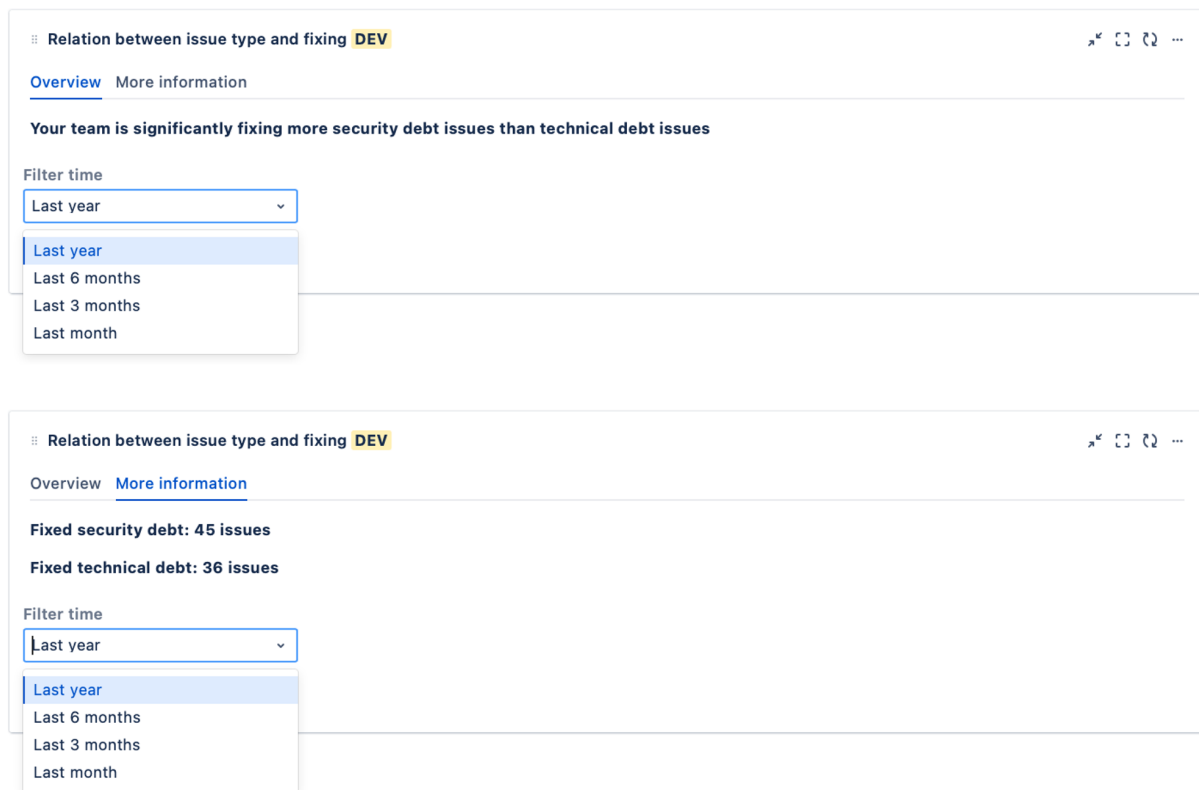 Relation between issue type and fixing DEV
Overview More information
Your team is significantly fixing more security debt issues than technical debt issues
Filter time
Last year
Last year
Last 6 months
Last 3 months
Last month
Relation between issue type and fixing DEV
Overview More information
Fixed security debt: 45 issues
Fixed technical debt: 36 issues
Filter time
Last year
Last year
Last 6 months
Last 3 months
Last month